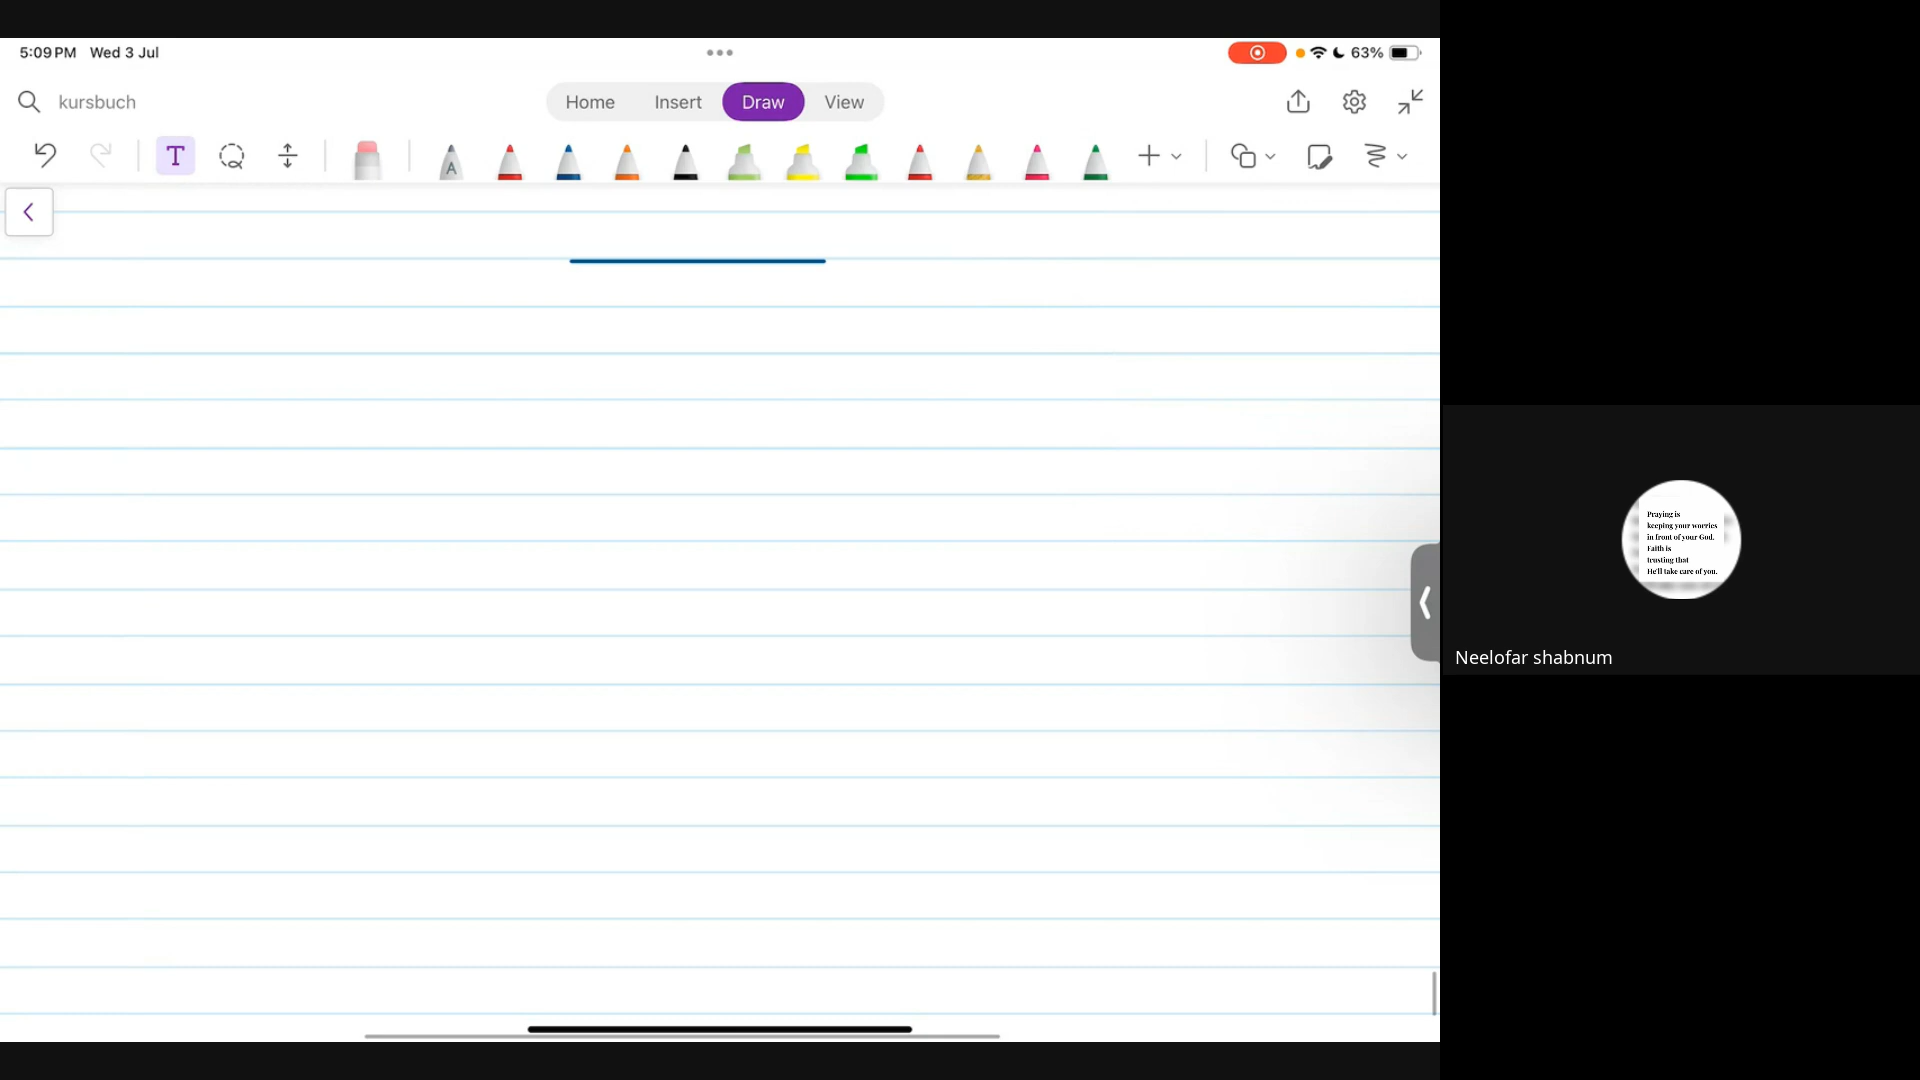 5:09 PM Wed 3 Jul
63%
kursbuch
Home Insert Draw View
T
A
Praying is
keeping your worries
in front of your God.
Faith is
trusting that
He'll take care of you.
Neelofar shabnum